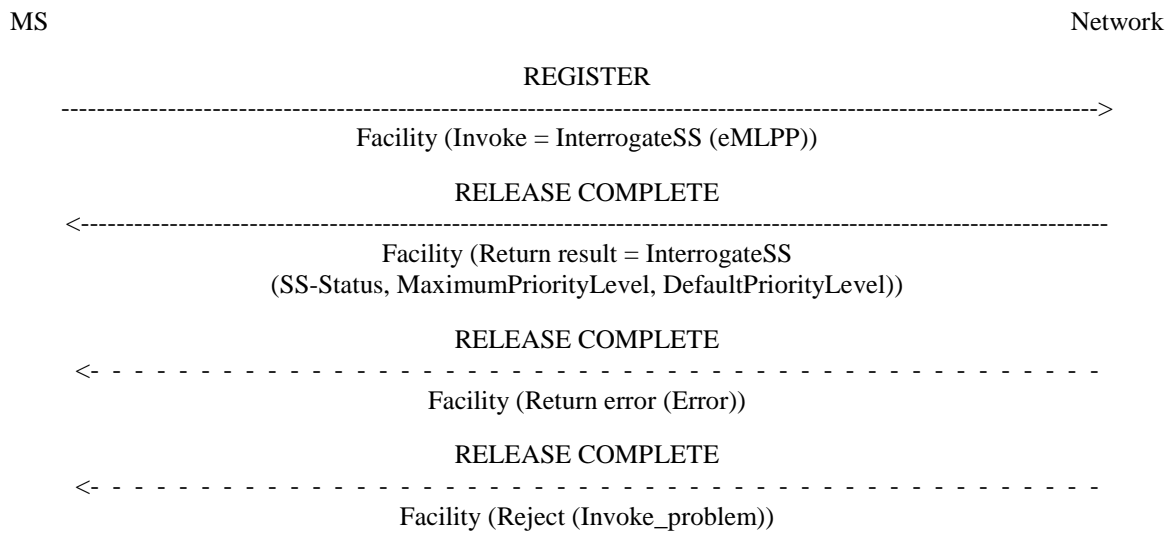 MS Network
REGISTER
Facility (Invoke = InterrogateSS (eMLPP))
RELEASE COMPLETE
Facility (Return result = InterrogateSS
(SS-Status, MaximumPriorityLevel, DefaultPriorityLevel))
RELEASE COMPLETE
Facility (Return error (Error))
RELEASE COMPLETE
Facility (Reject (Invoke_problem))